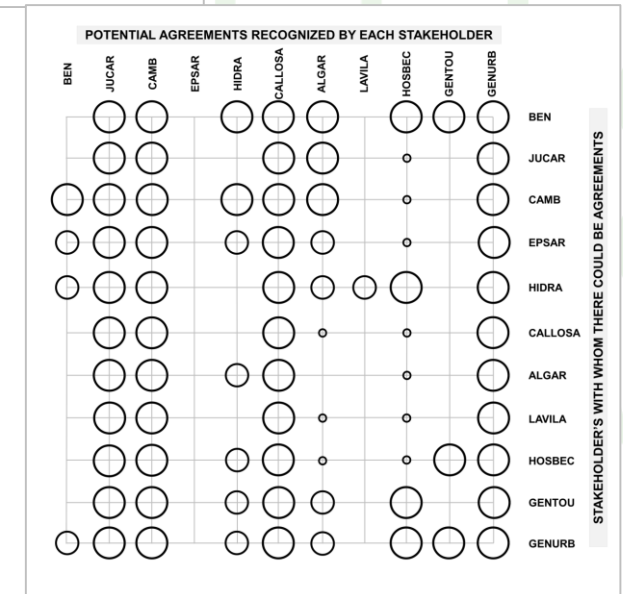 POTENTIAL AGREEMENTS RECOGNIZED BY EACH STAKEHOLDER
BEN
JUCAR
CAMB
EPSAR
HIDRA
CALLOSA
ALGAR
LAVILA
HOSBEC
GENTOU
GENURB
BEN
JUCAR
CAMB
EPSAR
HIDRA
CALLOSA
ALGAR
LAVILA
HOSBEC
GENTOU
GENURB
STAKEHOLDER'S WITH WHOM THERE COULD BE AGREEMENTS